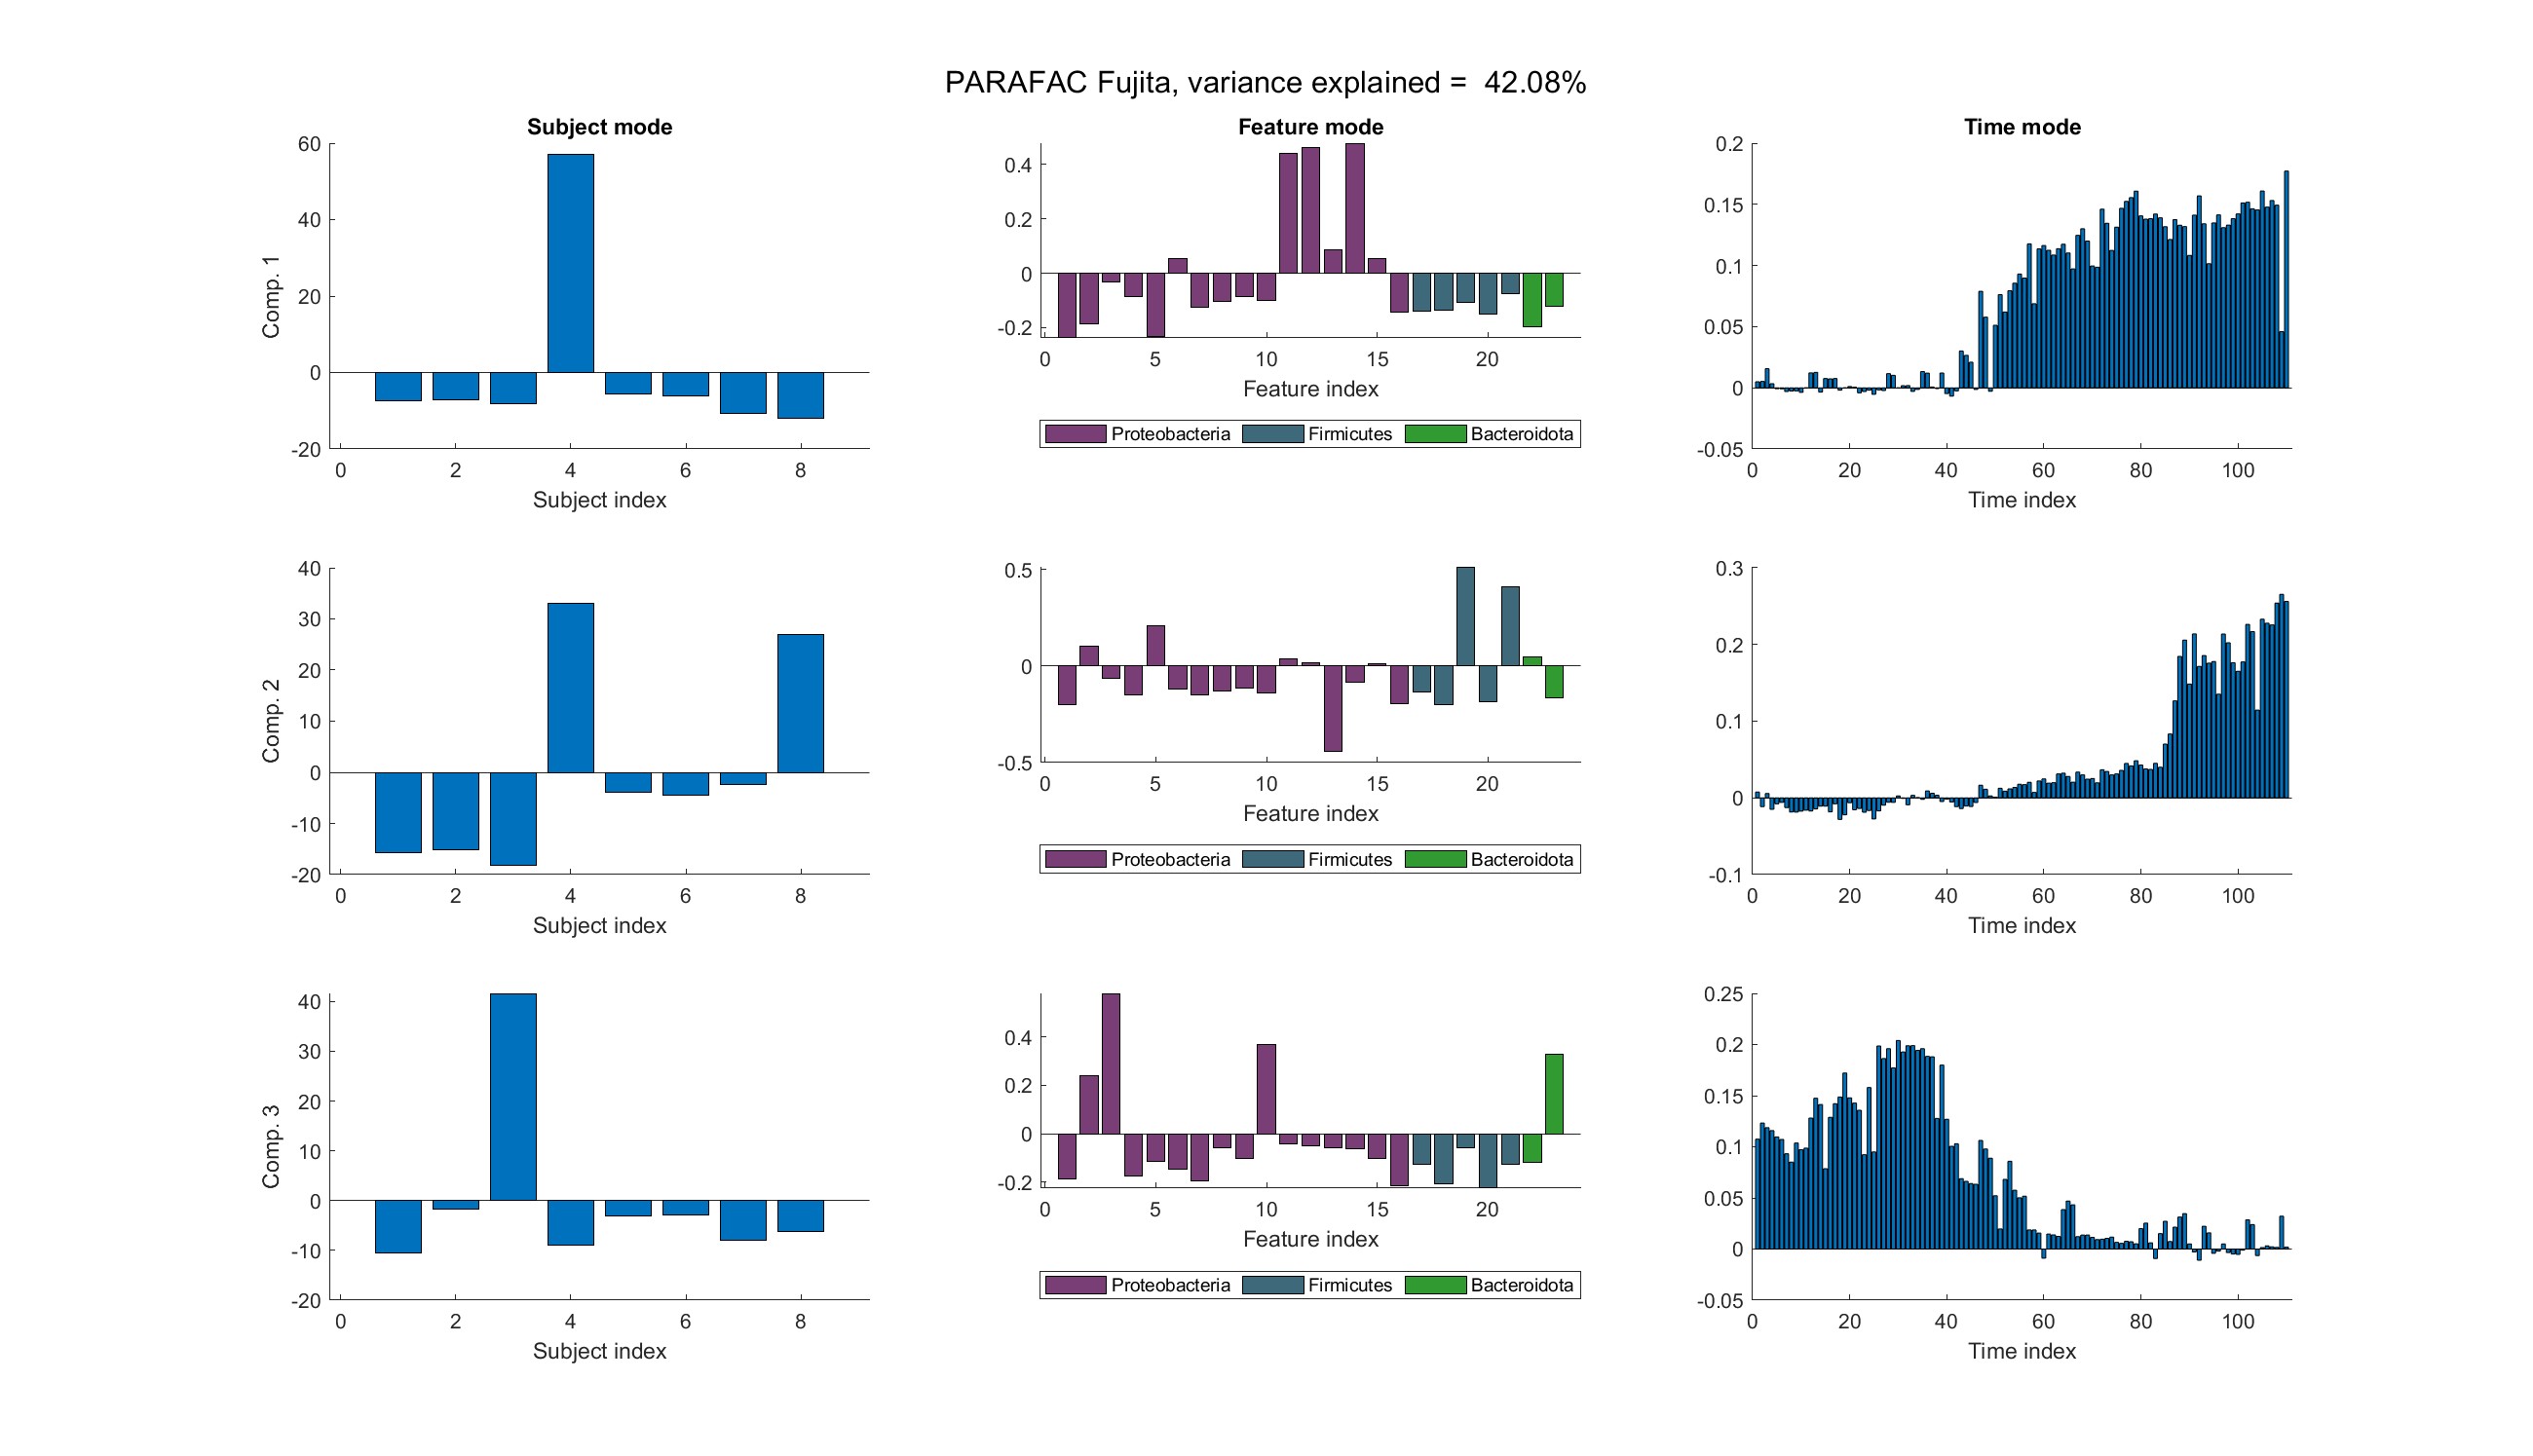 PARAFAC Fujita, variance explained =  42.08%
Subject mode
Feature mode
Time mode
60
40
20
0
-20
Comp. 1
0 2 4 6 8
Subject index
0.4
0.2
0
-0.2
0 5 10 15 20
Feature index
Proteobacteria Firmicutes Bacteroidota
0.2
0.15
0.1
0.05
0
-0.05
0 20 40 60 80 100
Time index
40
30
20
10
0
-10
-20
Comp. 2
0 2 4 6 8
Subject index
0.5
0
-0.5
0 5 10 15 20
Feature index
Proteobacteria Firmicutes Bacteroidota
0.3
0.2
0.1
0
-0.1
0 20 40 60 80 100
Time index
40
30
20
10
0
-10
-20
Comp. 3
0 2 4 6 8
Subject index
0.4
0.2
0
-0.2
0 5 10 15 20
Feature index
Proteobacteria Firmicutes Bacteroidota
0.25
0.2
0.15
0.1
0.05
0
-0.05
0 20 40 60 80 100
Time index